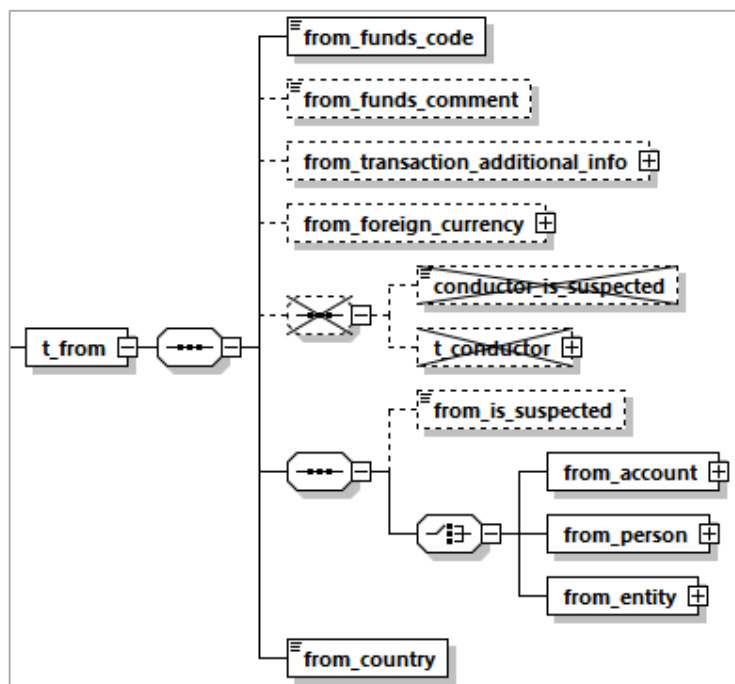 from_funds_code
from_funds_comment
from_transaction_additional_info
from_foreign_currency
conductor_is_suspected
t_from
t_conductor
from_is_suspected
from_account
from_person
from_entity
from_country